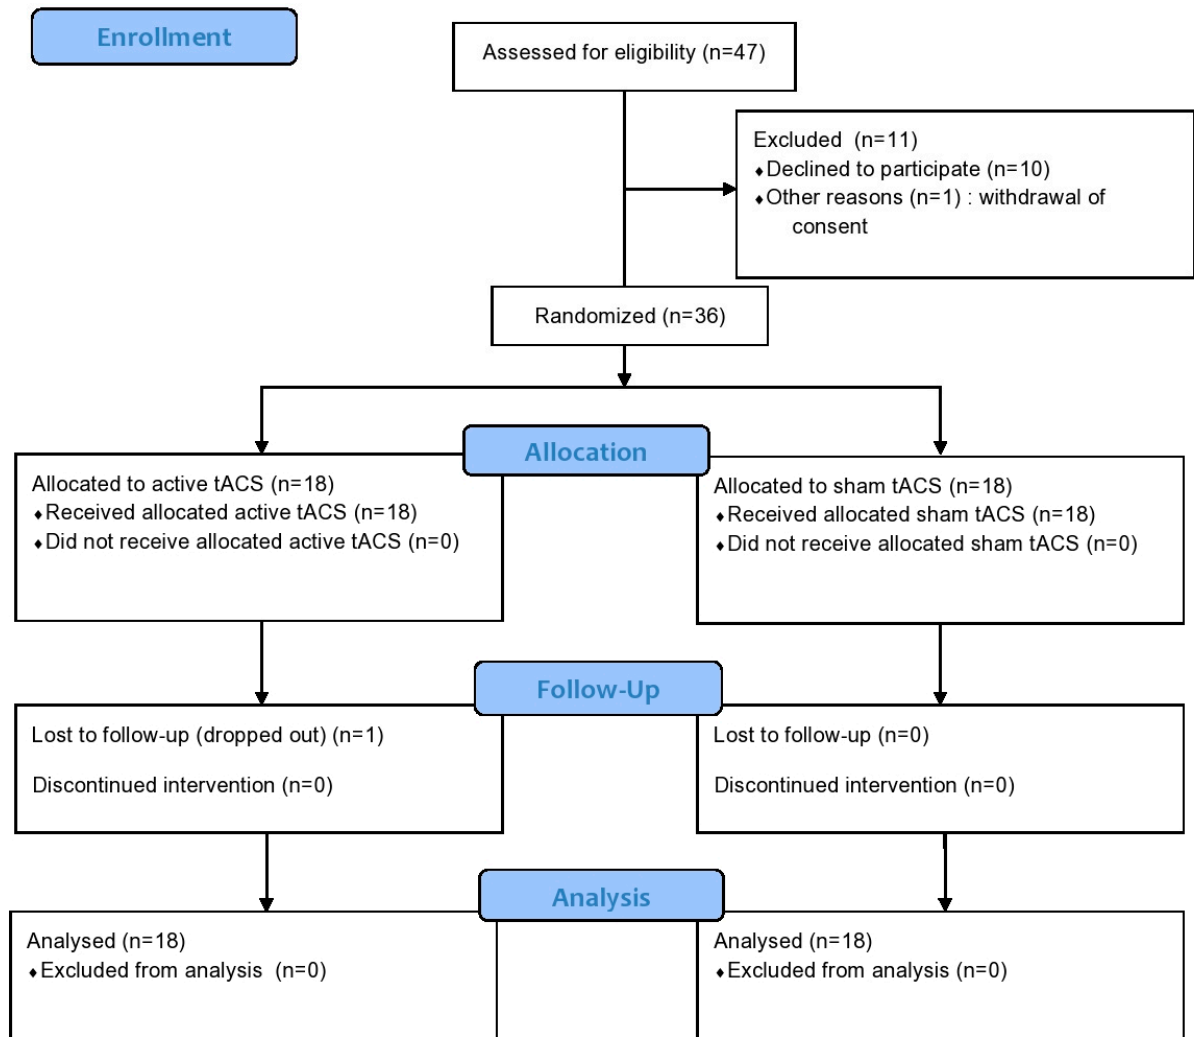 Enrollment
Assessed for eligibility (n=47)
Excluded  (n=11)
♦Declined to participate (n=10)
♦Other reasons (n=1) : withdrawal of
consent
Randomized (n=36)
Allocation
Allocated to active tACS (n=18)
♦Received allocated active tACS (n=18)
♦Did not receive allocated active tACS (n=0)
Allocated to sham tACS (n=18)
♦Received allocated sham tACS (n=18)
♦Did not receive allocated sham tACS (n=0)
Follow-Up
Lost to follow-up (dropped out) (n=1)
Discontinued intervention (n=0)
Lost to follow-up (n=0)
Discontinued intervention (n=0)
Analysis
Analysed (n=18)
♦Excluded from analysis  (n=0)
Analysed (n=18)
♦Excluded from analysis (n=0)